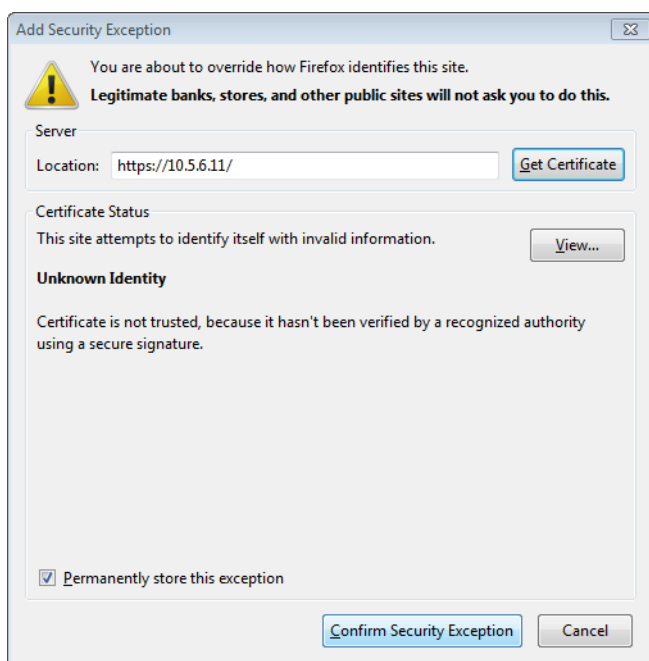 Add Security Exception
You are about to override how Firefox identifies this site.
Legitimate banks, stores, and other public sites will not ask you to do this.
Server
Location: https://10.5.6.11/ Get Certificate
Certificate Status
This site attempts to identify itself with invalid information.
View...
Unknown Identity
Certificate is not trusted, because it hasn't been verified by a recognized authority
using a secure signature.
Permanently store this exception
Confirm Security Exception Cancel